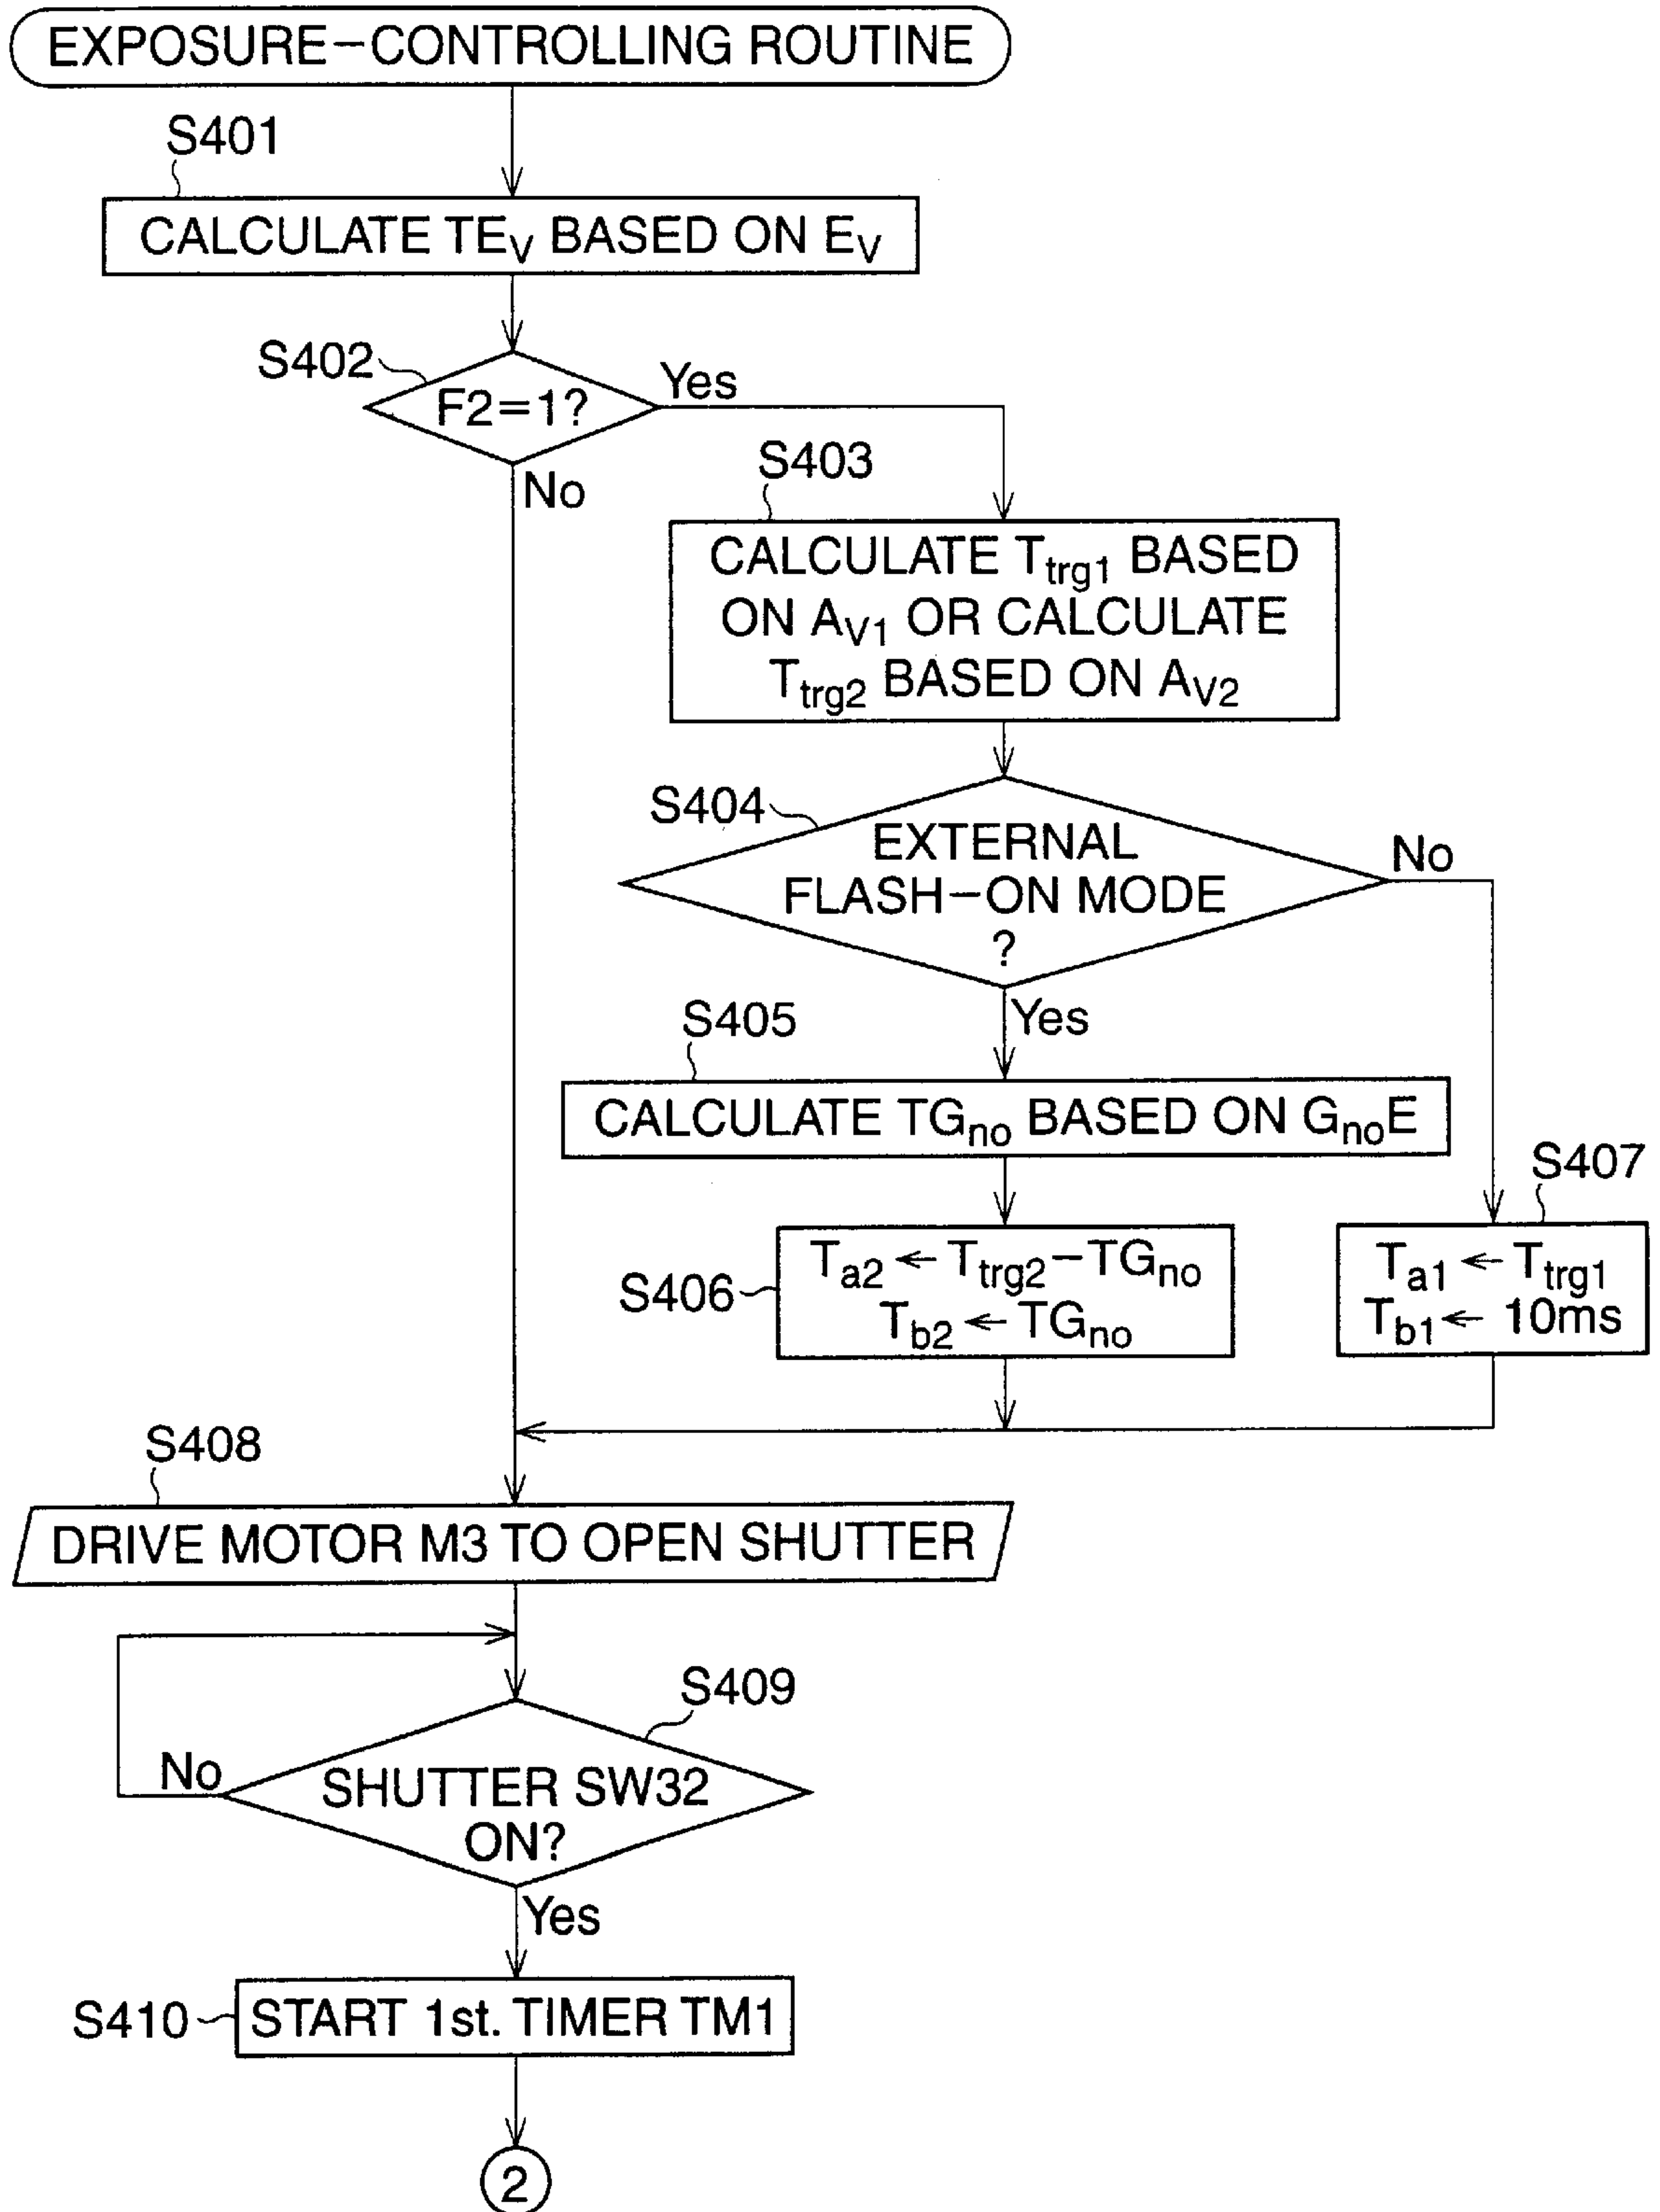 EXPOSURE-CONTROLLING ROUTINE
S401
CALCULATE TEV BASED ON EV
S402
F2=1?
Yes
No
S403
CALCULATE Ttrg1 BASED
ON AV1 OR CALCULATE
Ttrg2 BASED ON AV2
S404
EXTERNAL
FLASH-ON MODE
?
No
Yes
S405
CALCULATE TGno BASED ON GnoE
S406
Ta2 ← Ttrg2-TGno
Tb2 ← TGno
S407
Ta1 ← Ttrg1
Tb1 ← 10ms
S408
DRIVE MOTOR M3 TO OPEN SHUTTER
S409
No
SHUTTER SW32
ON?
Yes
S410
START 1st. TIMER TM1
2